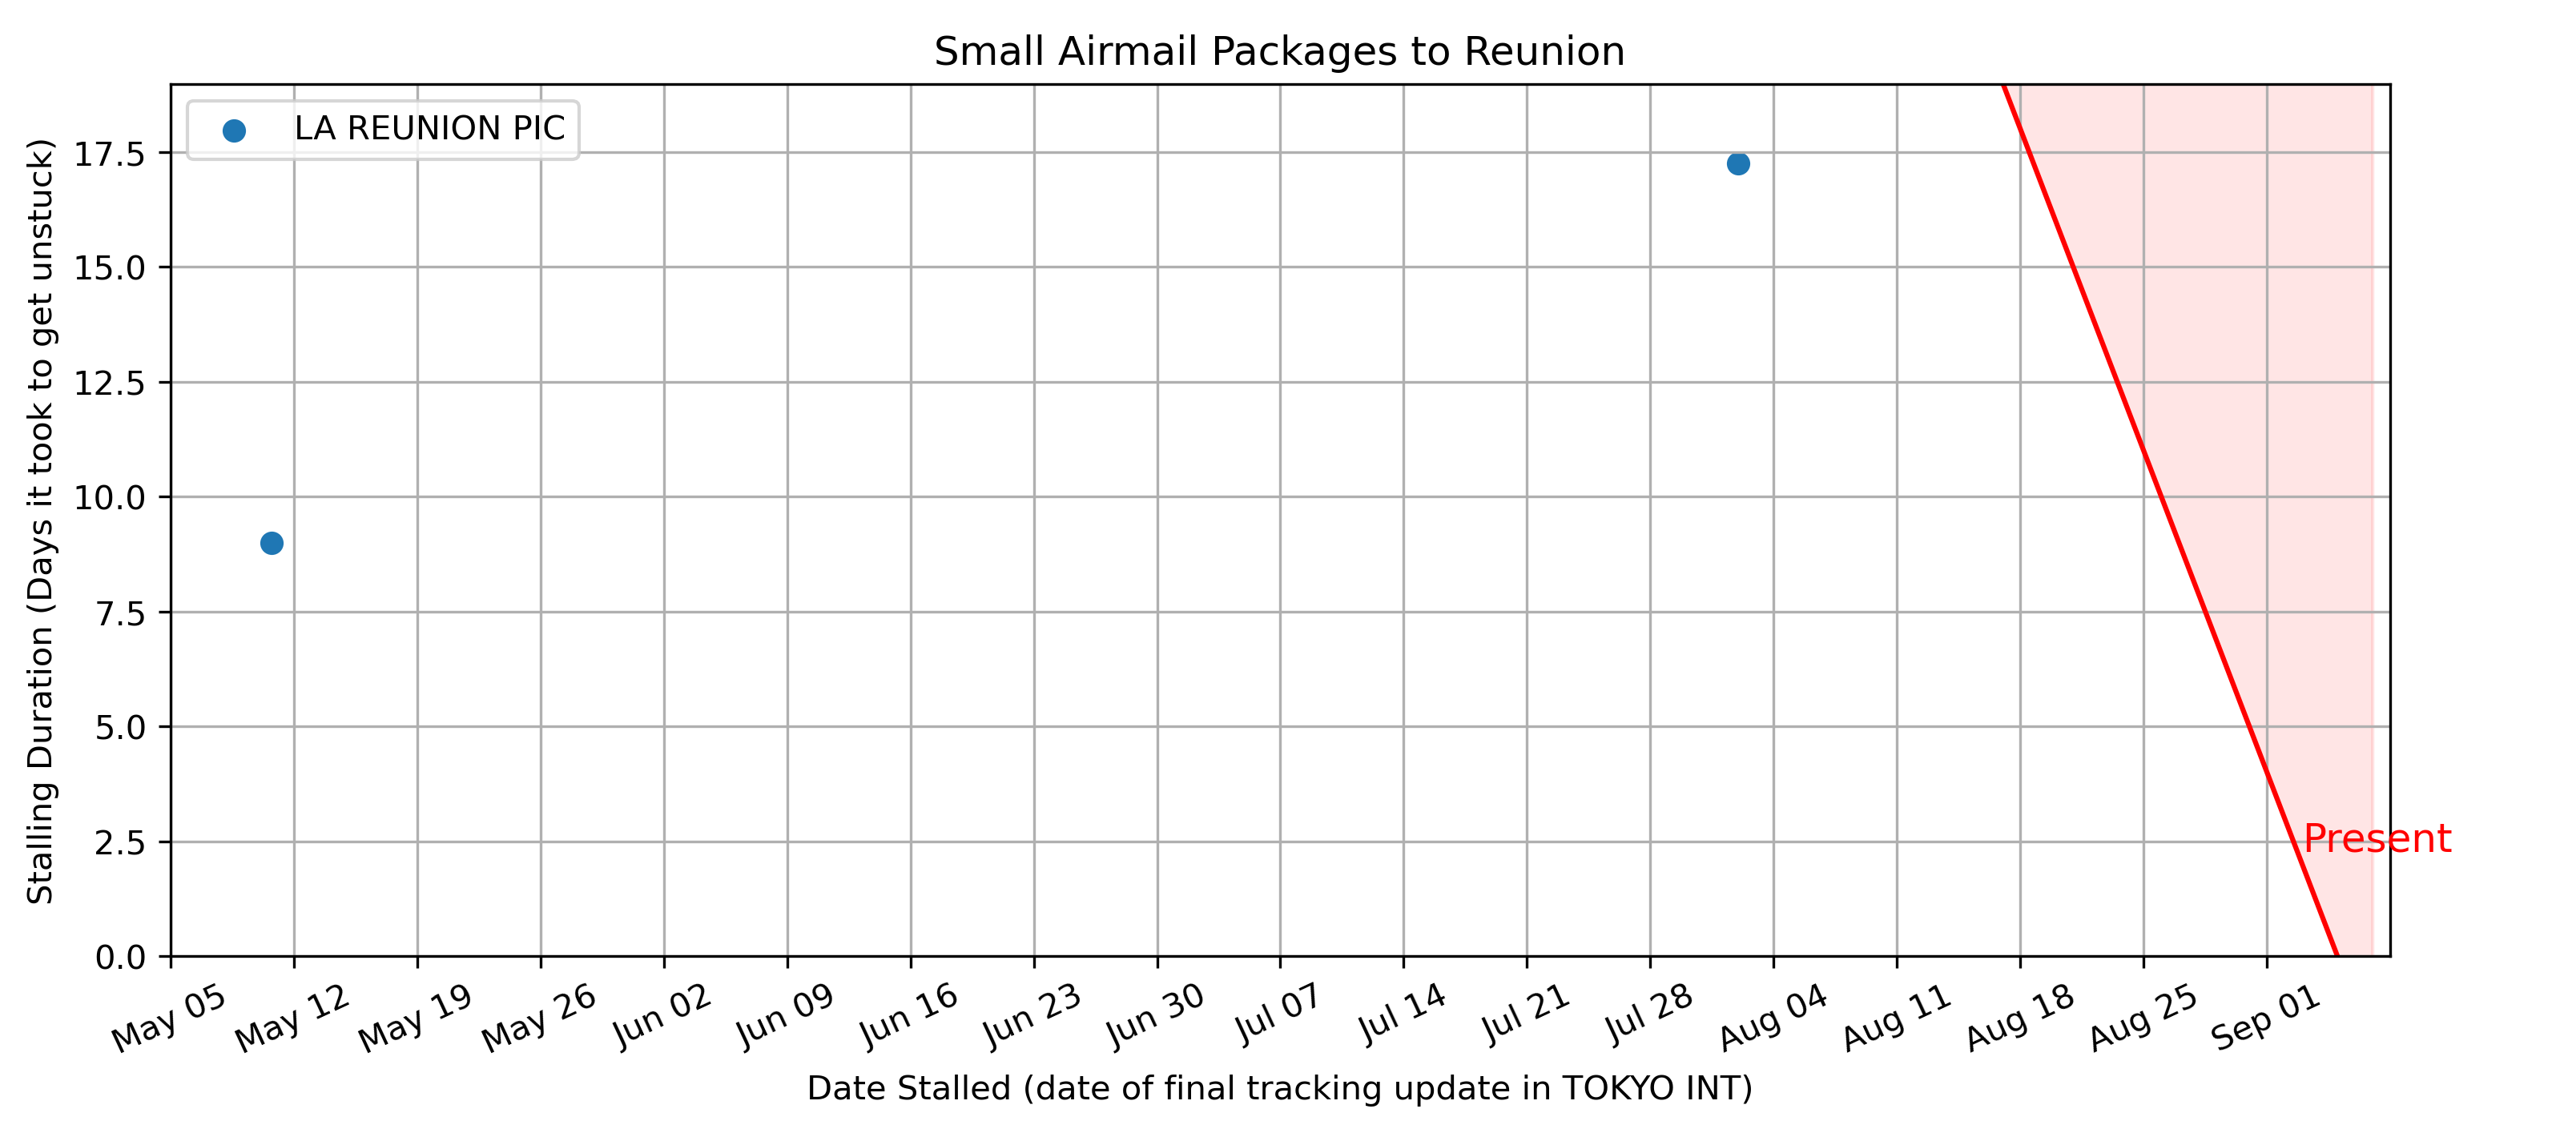 Small Airmail Packages to Reunion
LA REUNION PIC
Stalling Duration (Days it took to get unstuck)
17.5
15.0
12.5
10.0
7.5
5.0
2.5
0.0
Present
May 05
May 12
May 19
May 26
Jun 02
Jun 09
Jun 16
Jun 23
Jun 30
Jul 07
Jul 14
Jul 21
Jul 28
Aug 04
Aug 11
Aug 18
Aug 25
Sep 01
Date Stalled (date of final tracking update in TOKYO INT)